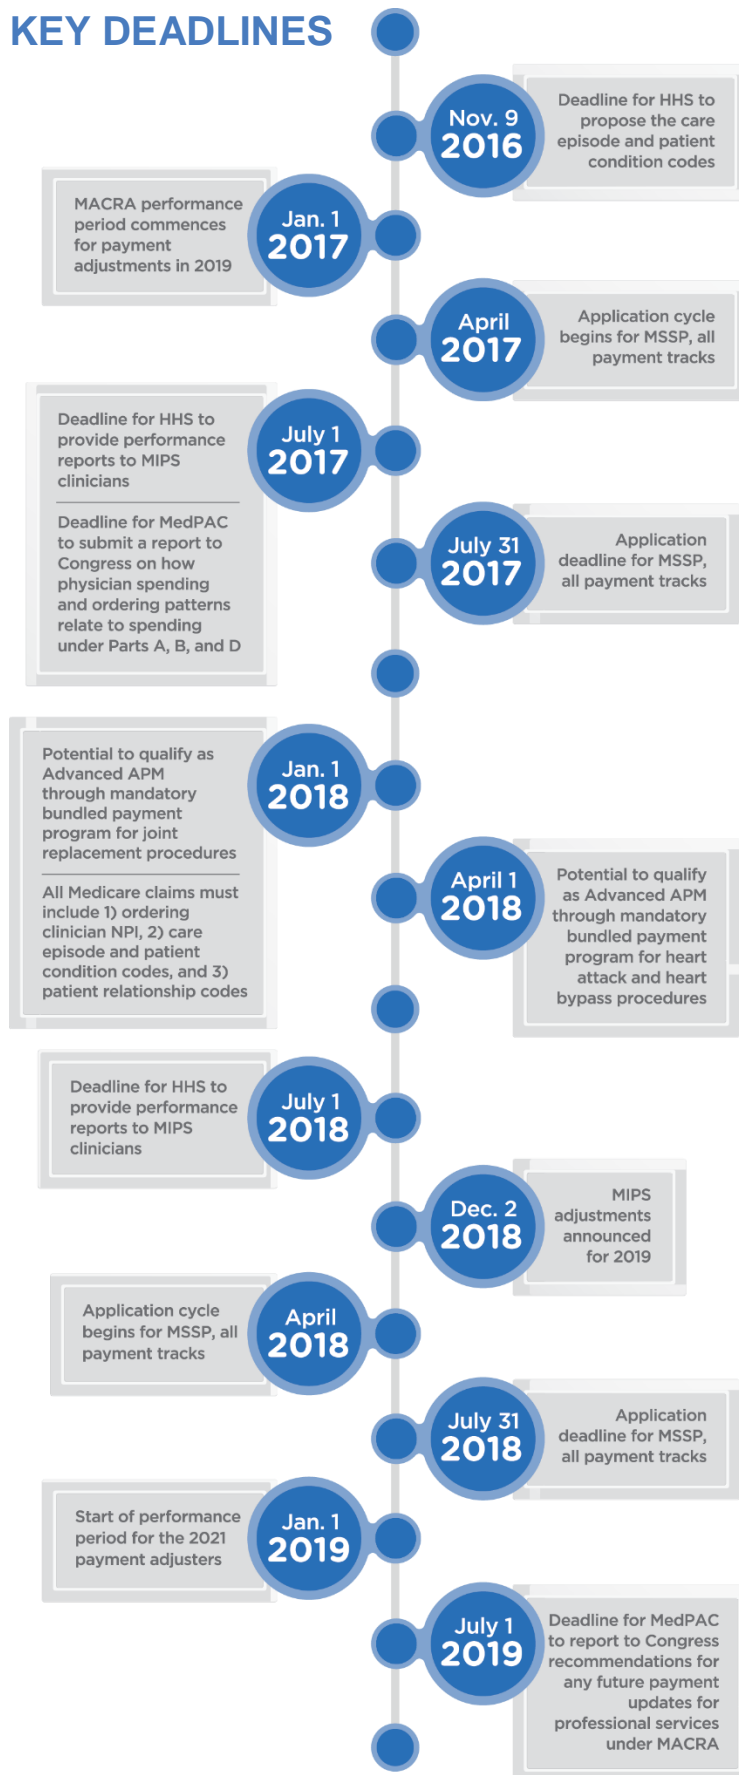 KEY DEADLINES
Nov. 9
2016
Deadline for HHS to
propose the care
episode and patient
condition codes
MACRA performance
period commences
for payment
adjustments in 2019
Jan. 1
2017
April
2017
Application cycle
begins for MSSP, all
payment tracks
Deadline for HHS to
provide performance
reports to MIPS
clinicians
Deadline for MedPAC
to submit a report to
Congress on how
physician spending
and ordering patterns
relate to spending
under Parts A, B, and D
July 1
2017
July 31
2017
Application
deadline for MSSP,
all payment tracks
Potential to qualify as
Advanced APM
through mandatory
bundled payment
program for joint
replacement procedures
All Medicare claims must
include 1) ordering
clinician NPI, 2) care
episode and patient
condition codes, and 3)
patient relationship codes
Jan. 1
2018
April 1
2018
Potential to qualify
as Advanced APM
through mandatory
bundled payment
program for heart
attack and heart
bypass procedures
Deadline for HHS to
provide performance
reports to MIPS
clinicians
July 1
2018
Dec. 2
2018
MIPS
adjustments
announced
for 2019
Application cycle
begins for MSSP, all
payment tracks
April
2018
July 31
2018
Application
deadline for MSSP,
all payment tracks
Start of performance
period for the 2021
payment adjusters
Jan. 1
2019
July 1
2019
Deadline for MedPAC
to report to Congress
recommendations for
any future payment
updates for
professional services
under MACRA